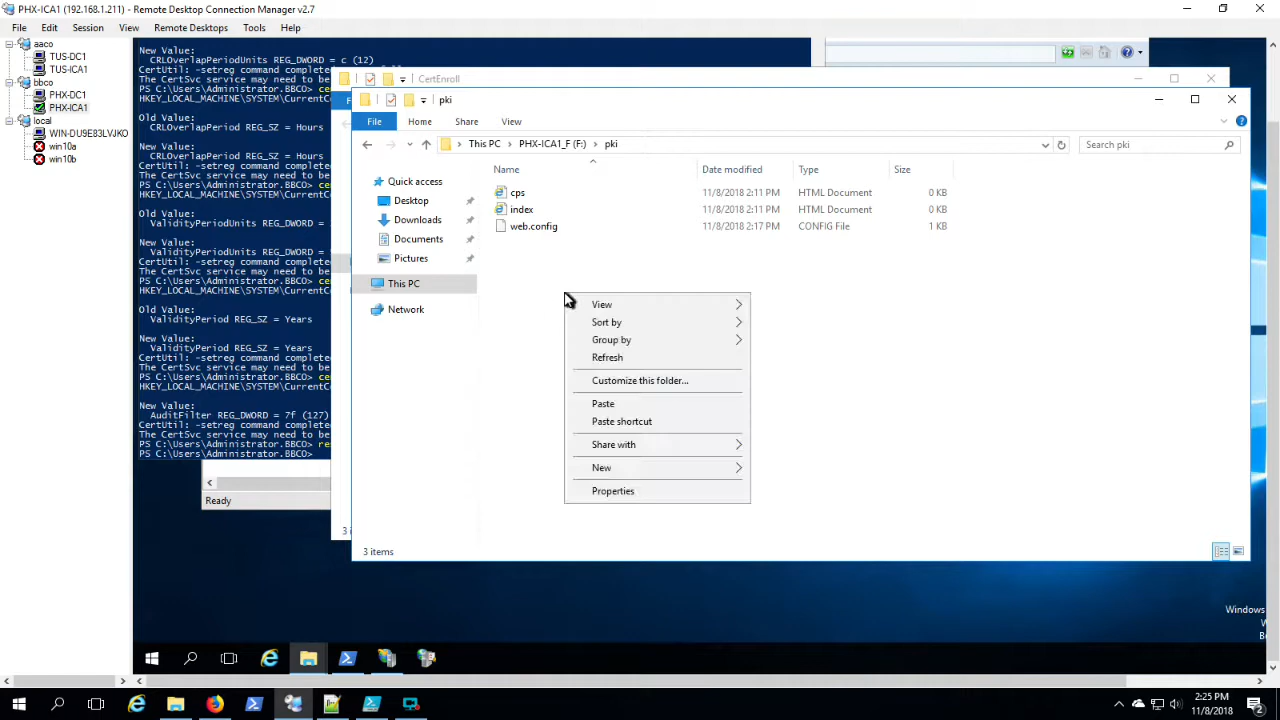 PHX-ICA1 (192.168.1.211) - Remote Desktop Connection Manager v2.7
File Edit Session View Remote Desktops Tools Help
aaco
TUS-DC1
TUS-ICA1
bbco
PHX-DC1
PHX-ICA1
local
WIN-DU9E83LVJKO
win10a
win10b
New Value:
CRLOverlapPeriodUnits REG_DWORD = c (12)
CertUtil: -setreg command completed
The CertSvc service may need to be
PS C:\Users\Administrator.BBCO> ce
HKEY_LOCAL_MACHINE\SYSTEM\CurrentCo
Old Value:
CRLOverlapPeriod REG_SZ = Hours
New Value:
CRLOverlapPeriod REG_SZ = Hours
CertUtil: -setreg command completed
The CertSvc service may need to be
PS C:\Users\Administrator.BBCO> ce
HKEY_LOCAL_MACHINE\SYSTEM\CurrentCo
Old Value:
ValidityPeriodUnits REG_DWORD =
New Value:
ValidityPeriodUnits REG_DWORD =
CertUtil: -setreg command completed
The CertSvc service may need to be
PS C:\Users\Administrator.BBCO> ce
HKEY_LOCAL_MACHINE\SYSTEM\CurrentCo
Old Value:
ValidityPeriod REG_SZ = Years
New Value:
ValidityPeriod REG_SZ = Years
CertUtil: -setreg command completed
The CertSvc service may need to be
PS C:\Users\Administrator.BBCO> ce
HKEY_LOCAL_MACHINE\SYSTEM\CurrentCo
New Value:
AuditFilter REG_DWORD = 7f (127)
CertUtil: -setreg command completed
The CertSvc service may need to be
PS C:\Users\Administrator.BBCO> re
PS C:\Users\Administrator.BBCO>
Ready
CertEnroll
F
3 i
pki
File Home Share View
This PC PHX-ICA1_F (F:) pki
Search pki
Quick access
Desktop
Downloads
Documents
Pictures
This PC
Network
Name Date modified Type Size
cps 11/8/2018 2:11 PM HTML Document 0 KB
index 11/8/2018 2:11 PM HTML Document 0 KB
web.config 11/8/2018 2:17 PM CONFIG File 1 KB
View
Sort by
Group by
Refresh
Customize this folder...
Paste
Paste shortcut
Share with
New
Properties
3 items
Windows
W
Bu
2:25 PM
11/8/2018
2